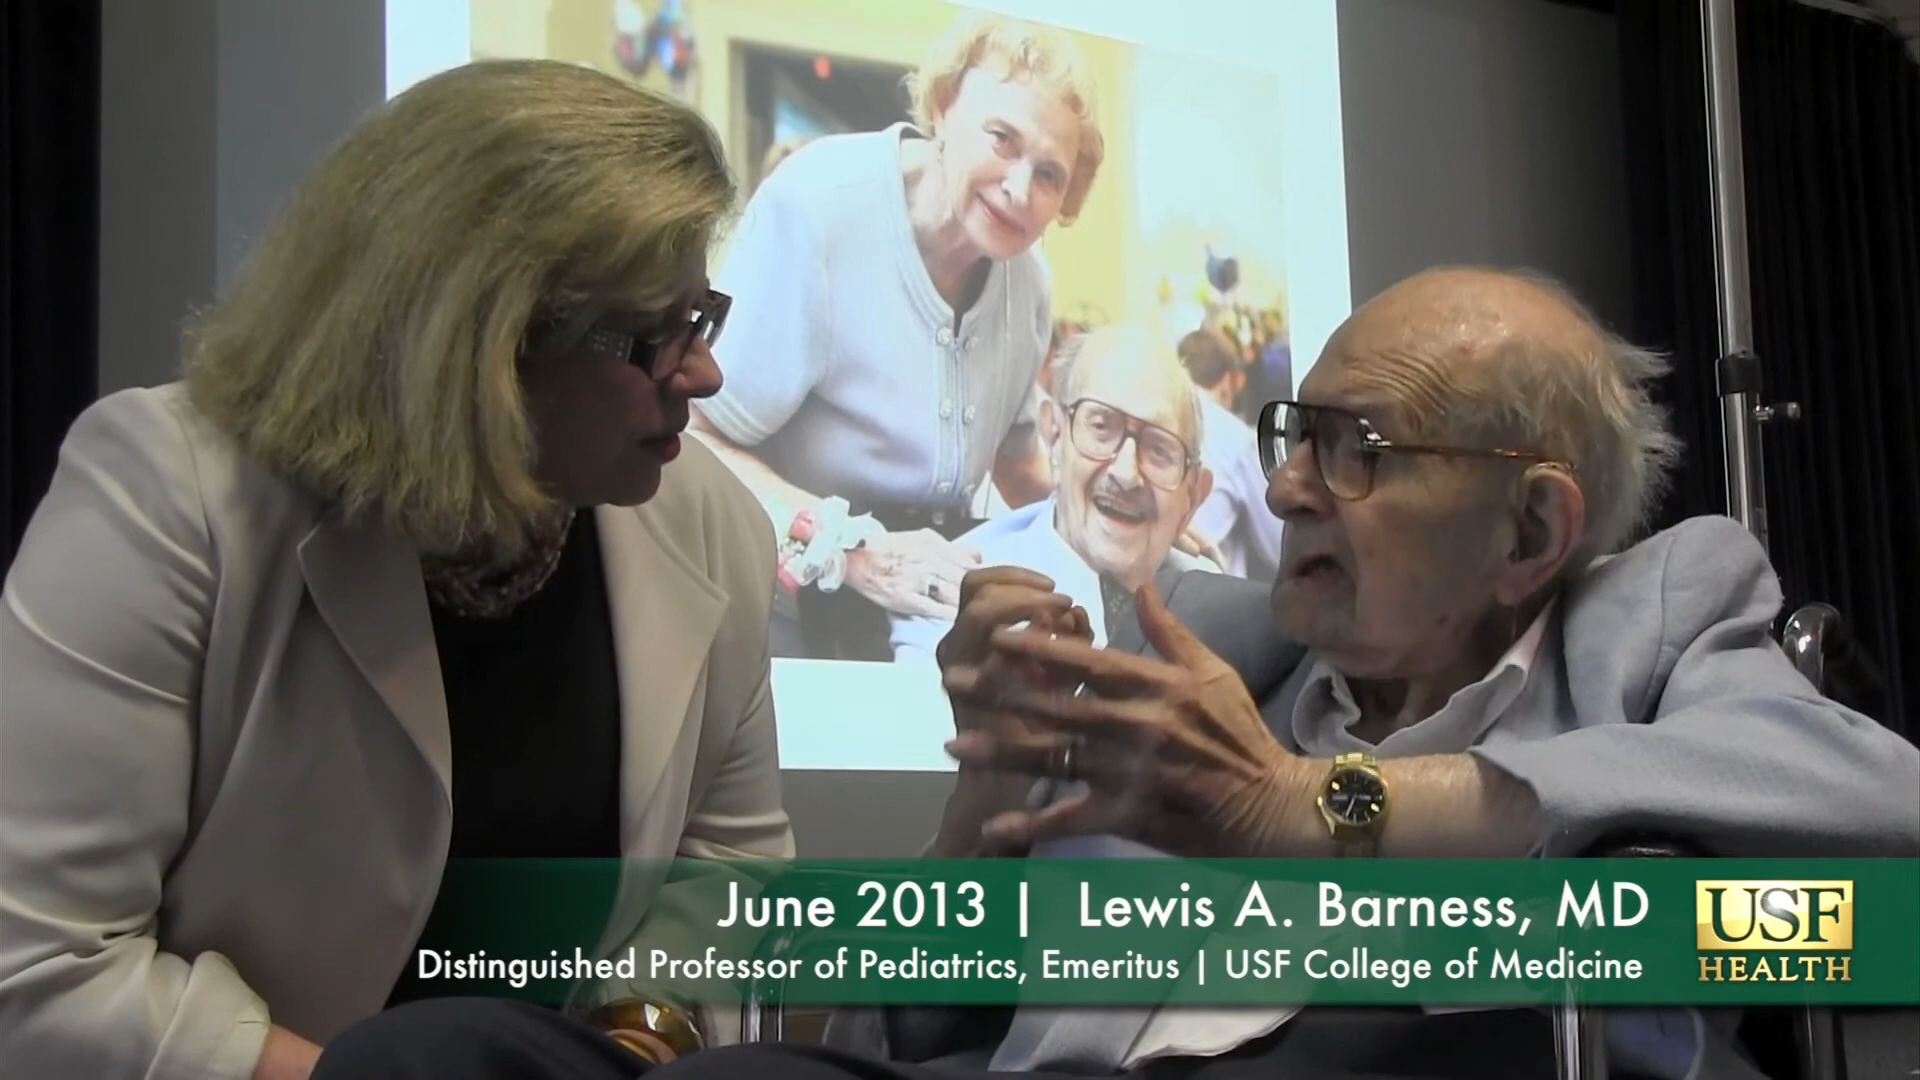 June 2013 | Lewis A. Barness, MD
Distinguished Professor of Pediatrics, Emeritus | USF College of Medicine
USF
HEALTH